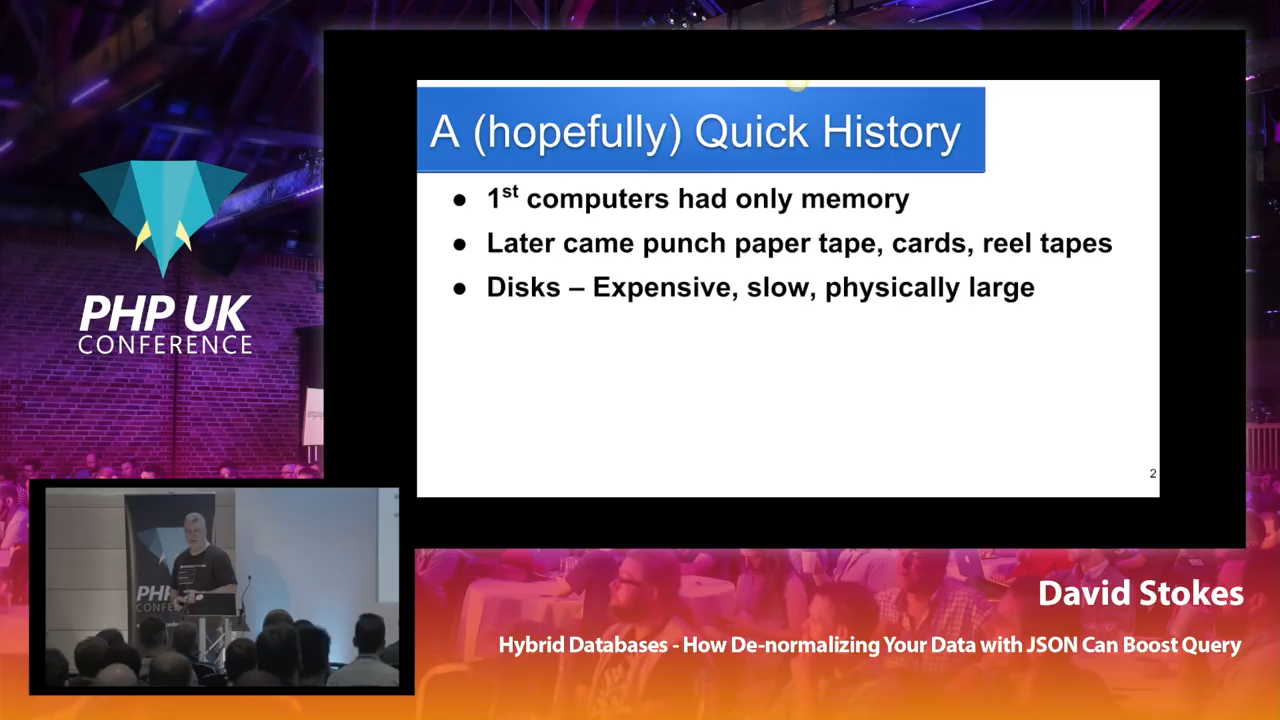 A (hopefully) Quick History
● 1st computers had only memory
● Later came punch paper tape, cards, reel tapes
● Disks – Expensive, slow, physically large
2
PHP UK
CONFERENCE
David Stokes
Hybrid Databases - How De-normalizing Your Data with JSON Can Boost Query